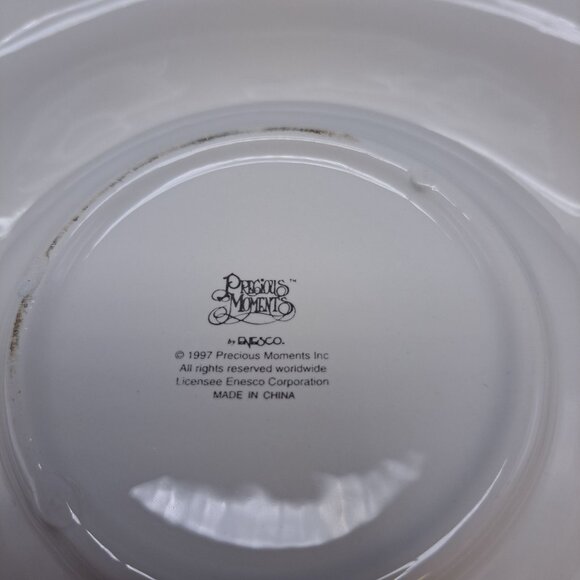 PRECIOUS™
MOMENTS
by ENESCO.
© 1997 Precious Moments Inc
All rights reserved worldwide
Licensee Enesco Corporation
MADE IN CHINA